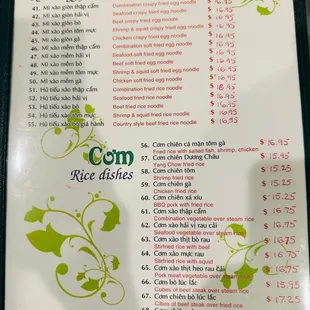 42. Mì xào giòn thập cẩm Combination crispy fried egg noodle $ 16.95
43. Mì xào giòn hải vị Seafood crispy fried egg noodle $ 16.95
44. Mì xào giòn bò Beef crispy fried egg noodle $ 16.95
45. Mì xào giòn tôm mực Shrimp & squid crispy fried egg noodle $ 16.95
46. Mì xào giòn gà Chicken crispy fried egg noodle $ 16.95
47. Mì xào mềm thập cẩm Combination soft fried egg noodle $ 16.95
48. Mì xào mềm hải vị Seafood soft fried egg noodle $ 16.95
Mì xào mềm bò Beef soft fried egg noodle $ 16.95
49. Mì xào mềm tôm mực Shrimp & squid soft fried egg noodle $ 16.95
50. Mì xào mềm gà Chicken soft fried egg noodle $ 16.95
51. Hủ tiếu xào thập cẩm Combination fried rice noodle $ 16.95
52. Hủ tiếu xào hải vị Seafood fried rice noodle $ 16.95
53. Hủ tiếu xào bò Beef fried rice noodle $ 16.95
54. Hủ tiếu xào tôm mực Shrimp & squid fried rice noodle $ 16.95
55. Hủ tiếu xào bò giá hành Country style beef fried rice noodle $ 16.95
Cơm
Rice dishes
56. Cơm chiên cá mặn tôm gà $ 16.95
Fried rice with salted fish, shrimp, chicken
57. Cơm chiên Dương Châu $ 15.95
Yang Chow fried rice
58. Cơm chiên tôm $ 15.25
Shrimp fried rice
59. Cơm chiên gà $ 15.25
Chicken fried rice
60. Cơm chiên xá xíu $ 15.25
BBQ pork with fried rice
61. Cơm xào thập cẩm $ 16.75
Combination vegetable over steam rice
62. Cơm xào hải vị rau cải $ 16.75
Seafood vegetable over steam rice
63. Cơm xào thịt bò rau $ 16.75
Stirfried with beef
64. Cơm xào mực rau $ 16.75
Stirfried with squid
65. Cơm xào thịt heo rau cải $ 16.75
Pork meat vegetable over steam rice
66. Cơm bò lúc lắc $ 15.95
Cubes of beef steak over steam rice
67. Cơm chiên bò lúc lắc $ 17.25
Cubes of beef steak over fried rice